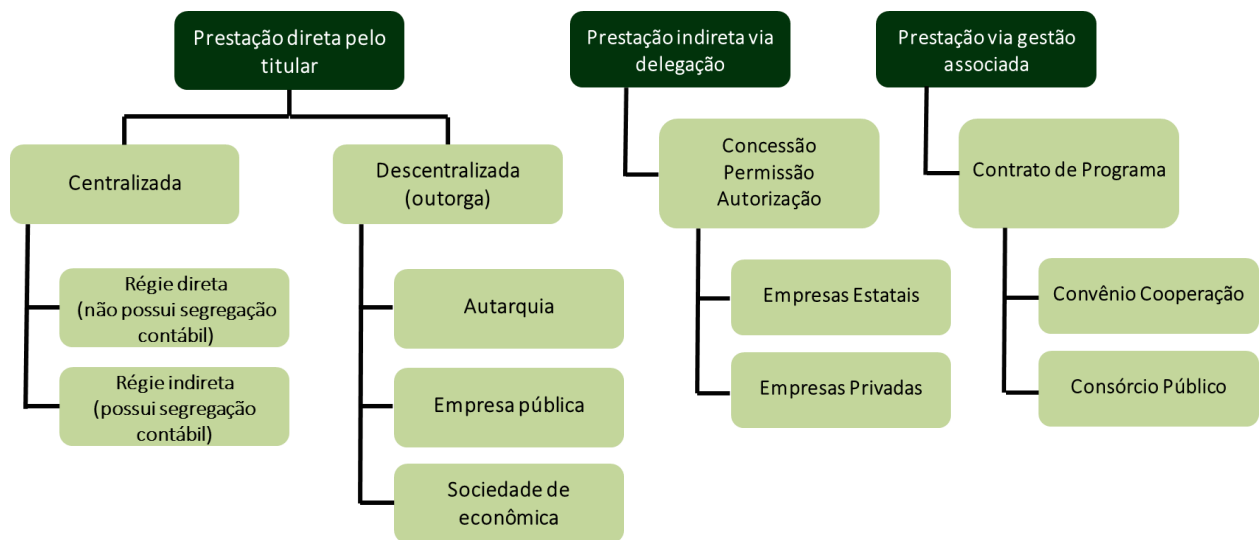 Prestação direta pelo
titular
Prestação indireta via
delegação
Prestação via gestão
associada
Centralizada
Descentralizada
(outorga)
Concessão
Permissão
Autorização
Contrato de Programa
Régie direta
(não possui segregação
contábil)
Régie indireta
(possui segregação
contábil)
Autarquia
Empresa pública
Sociedade de
econômica
Empresas Estatais
Empresas Privadas
Convênio Cooperação
Consórcio Público